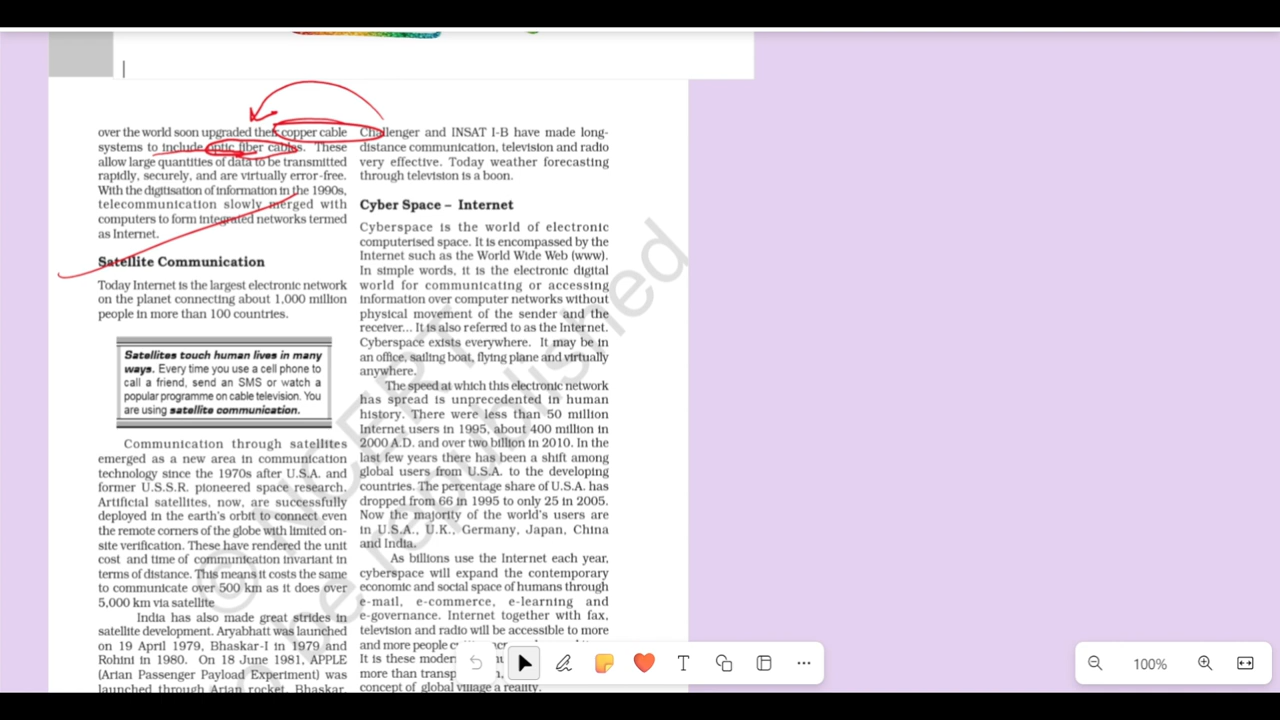 over the world soon upgraded their copper cable
systems to include optic fiber cables. These
allow large quantities of data to be transmitted
rapidly, securely, and are virtually error-free.
With the digitisation of information in the 1990s,
telecommunication slowly merged with
computers to form integrated networks termed
as Internet.
Satellite Communication
Today Internet is the largest electronic network
on the planet connecting about 1,000 million
people in more than 100 countries.
Satellites touch human lives in many
ways. Every time you use a cell phone to
call a friend, send an SMS or watch a
popular programme on cable television. You
are using satellite communication.
Communication through satellites
emerged as a new area in communication
technology since the 1970s after U.S.A. and
former U.S.S.R. pioneered space research.
Artificial satellites, now, are successfully
deployed in the earth's orbit to connect even
the remote corners of the globe with limited on-
site verification. These have rendered the unit
cost and time of communication invariant in
terms of distance. This means it costs the same
to communicate over 500 km as it does over
5,000 km via satellite
India has also made great strides in
satellite development. Aryabhatt was launched
on 19 April 1979, Bhaskar-I in 1979 and
Rohini in 1980. On 18 June 1981, APPLE
(Arian Passenger Payload Experiment) was
launched through Arian rocket. Bhaskar,
Challenger and INSAT I-B have made long-
distance communication, television and radio
very effective. Today weather forecasting
through television is a boon.
Cyber Space – Internet
Cyberspace is the world of electronic
computerised space. It is encompassed by the
Internet such as the World Wide Web (www).
In simple words, it is the electronic digital
world for communicating or accessing
information over computer networks without
physical movement of the sender and the
receiver... It is also referred to as the Internet.
Cyberspace exists everywhere. It may be in
an office, sailing boat, flying plane and virtually
anywhere.
The speed at which this electronic network
has spread is unprecedented in human
history. There were less than 50 million
Internet users in 1995, about 400 million in
2000 A.D. and over two billion in 2010. In the
last few years there has been a shift among
global users from U.S.A. to the developing
countries. The percentage share of U.S.A. has
dropped from 66 in 1995 to only 25 in 2005.
Now the majority of the world's users are
in U.S.A., U.K., Germany, Japan, China
and India.
As billions use the Internet each year,
cyberspace will expand the contemporary
economic and social space of humans through
e-mail, e-commerce, e-learning and
e-governance. Internet together with fax,
television and radio will be accessible to more
and more people
It is these modern
more than
concept of global village a reality.
© NCERT
be republished
T
100%